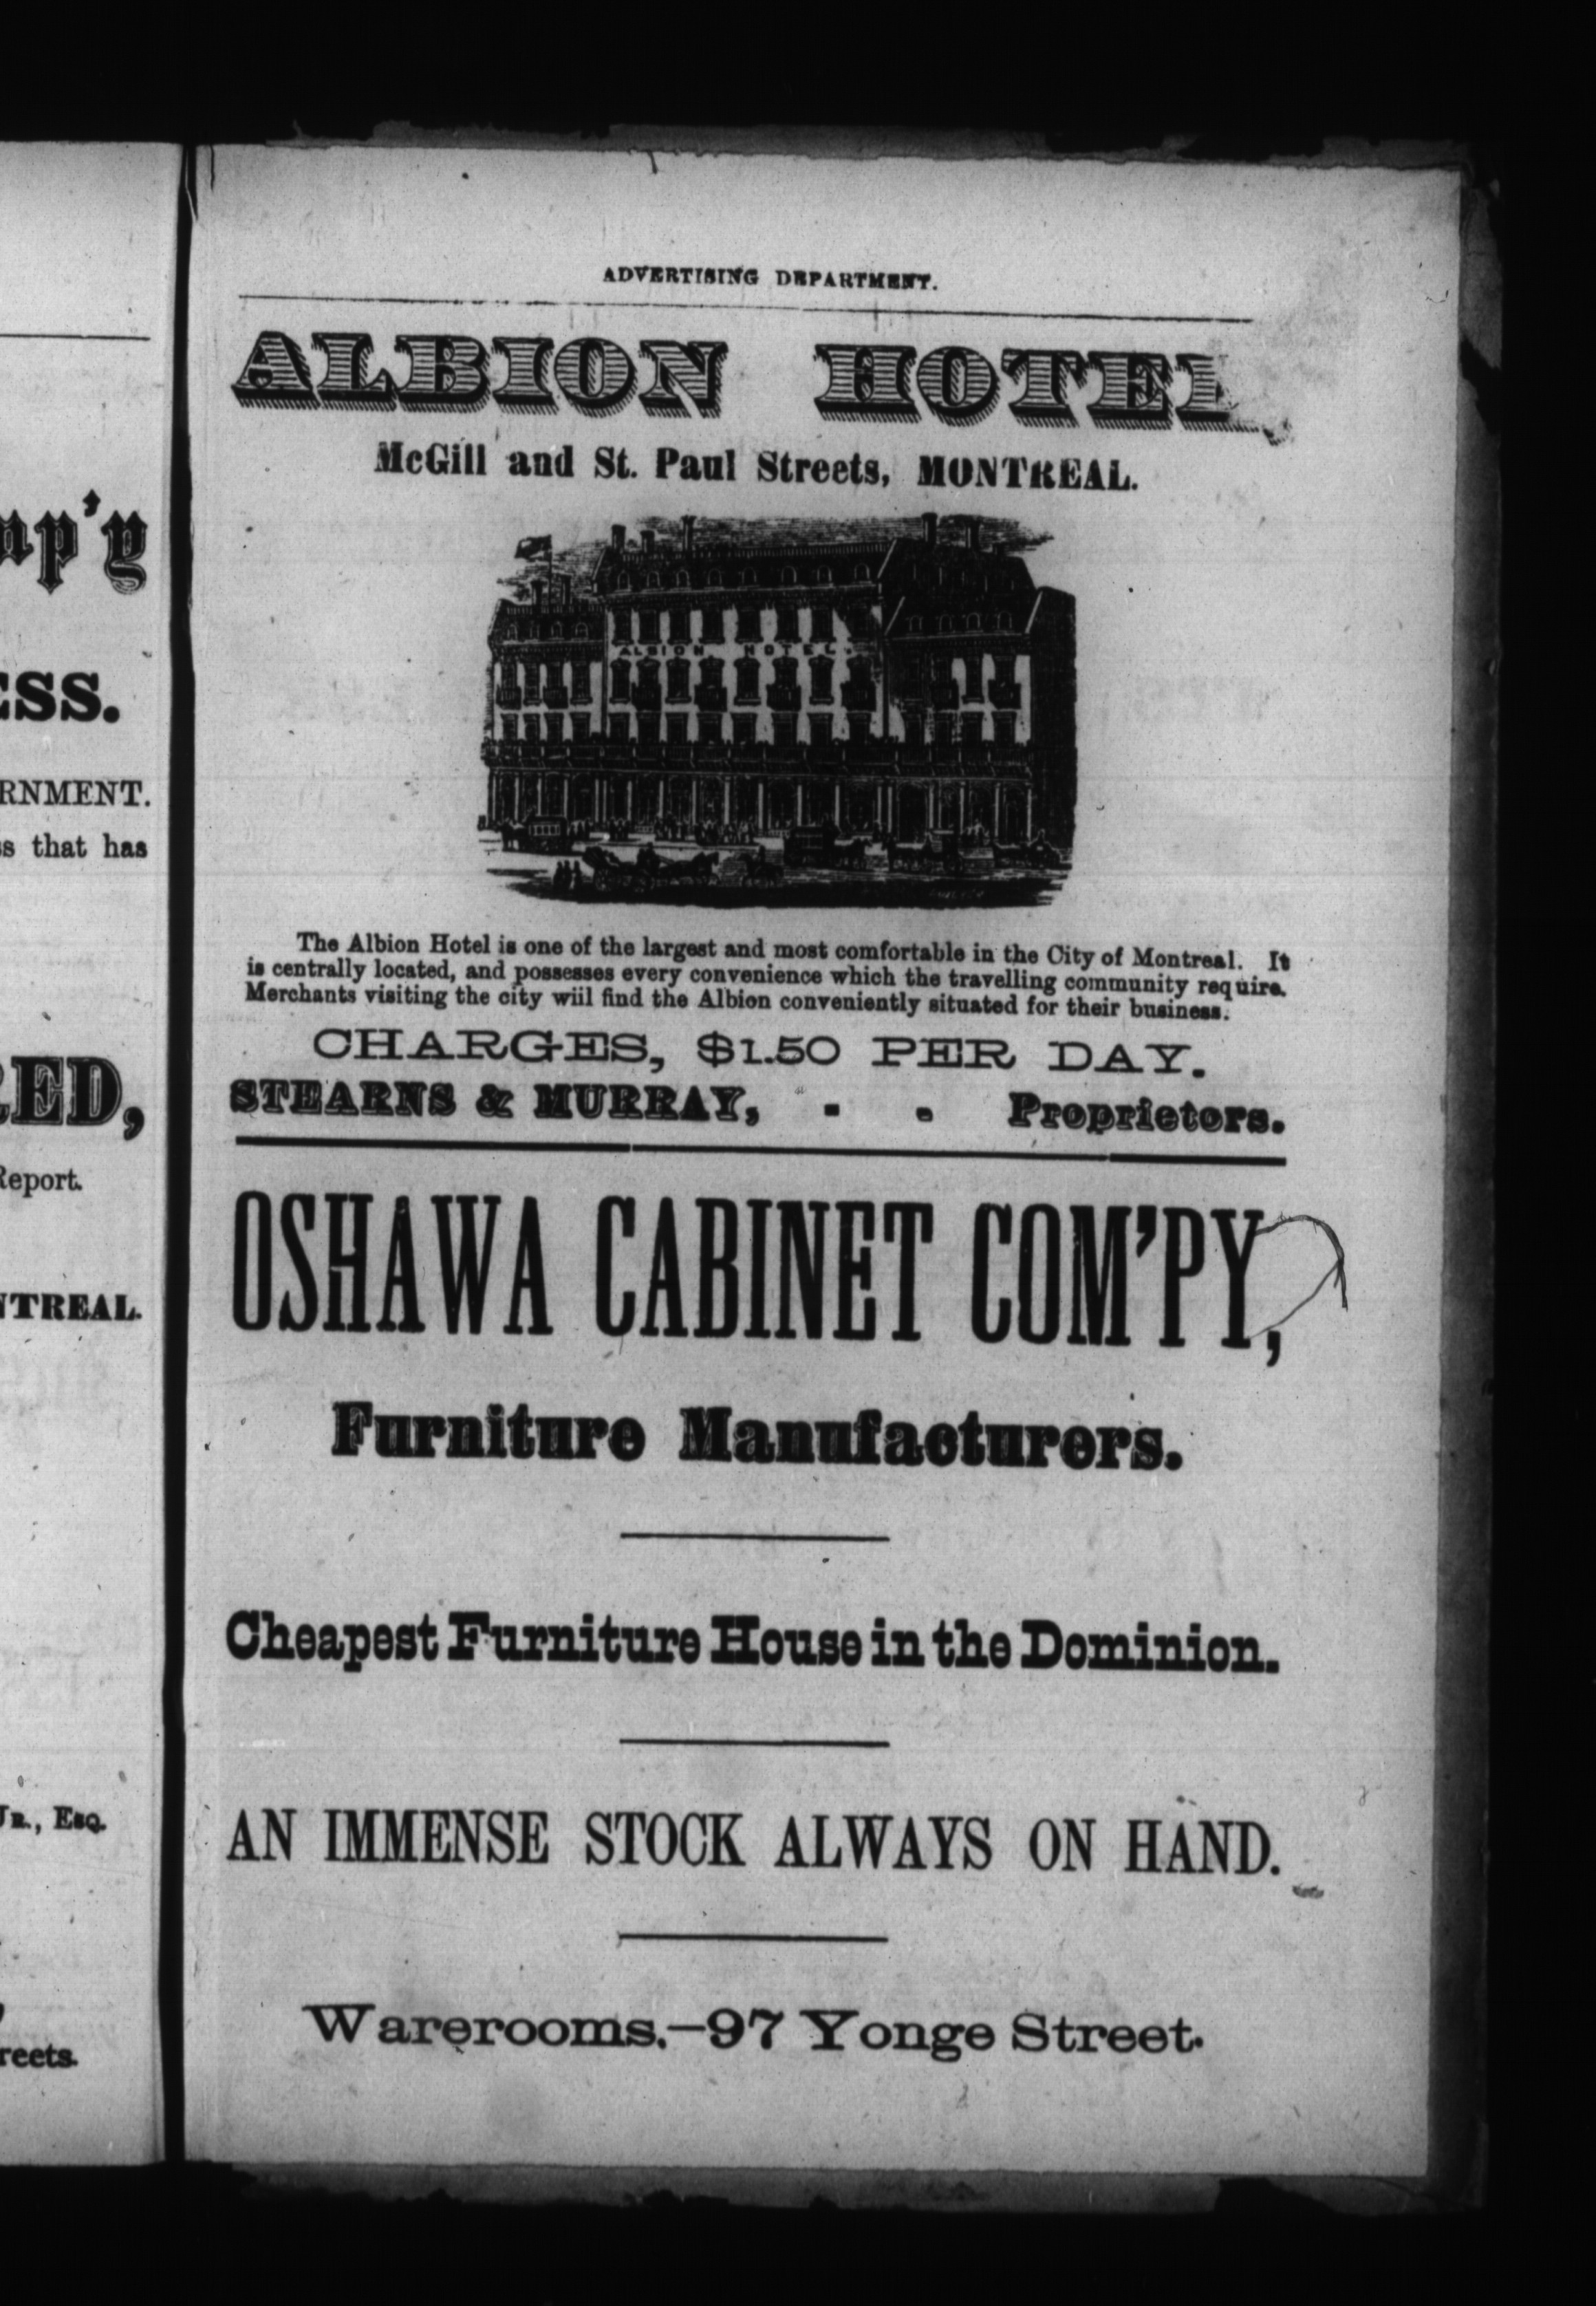 mp'y
ESS.
RNMENT.
s that has
RED,
Report.
NTREAL.
Jr., Esq.
reets.
ADVERTISING DEPARTMENT.
ALBION HOTEL
McGill and St. Paul Streets, MONTREAL.
ALBION HOTEL.
The Albion Hotel is one of the largest and most comfortable in the City of Montreal. It
is centrally located, and possesses every convenience which the travelling community require.
Merchants visiting the city wiil find the Albion conveniently situated for their business.
CHARGES, $1.50 PER DAY.
STEARNS & MURRAY, - - Proprietors.
OSHAWA CABINET COM'PY,
Furniture Manufacturers.
Cheapest Furniture House in the Dominion.
AN IMMENSE STOCK ALWAYS ON HAND.
Warerooms.—97 Yonge Street.